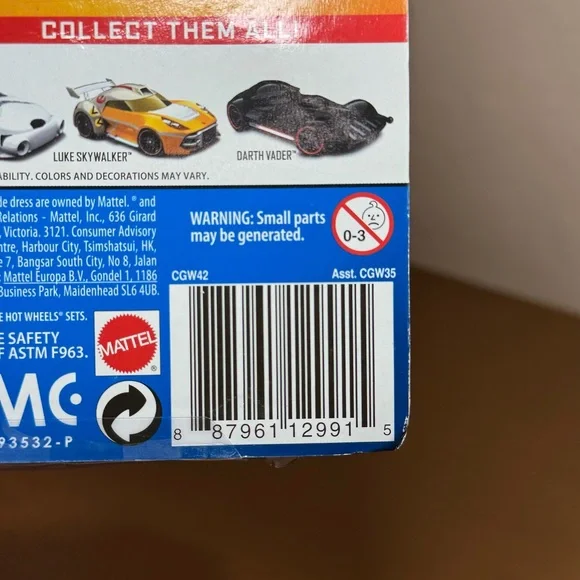 COLLECT THEM ALL!
LUKE SKYWALKER™
DARTH VADER™
ABILITY. COLORS AND DECORATIONS MAY VARY.
de dress are owned by Mattel. ® and
Relations - Mattel, Inc., 636 Girard
Victoria. 3121. Consumer Advisory
ntre, Harbour City, Tsimshatsui, HK,
e 7, Bangsar South City, No 8, Jalan
Mattel Europa B.V., Gondel 1, 1186
Business Park, Maidenhead SL6 4UB.
E HOT WHEELS® SETS.
E SAFETY
F ASTM F963.
MATTEL®
MC
93532-P
WARNING: Small parts
may be generated.
0-3
CGW42 Asst. CGW35
8 87961 12991 5